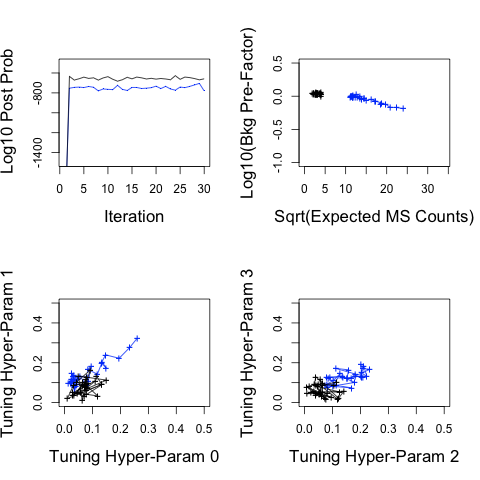 Log10 Post Prob
-800
-1400
0 5 10 15 20 25 30
Iteration
Log10(Bkg Pre-Factor)
0.5
0.0
-0.5
-1.0
0 5 10 20 30
Sqrt(Expected MS Counts)
Tuning Hyper-Param 1
0.4
0.2
0.0
0.0 0.1 0.2 0.3 0.4 0.5
Tuning Hyper-Param 0
Tuning Hyper-Param 3
0.4
0.2
0.0
0.0 0.1 0.2 0.3 0.4 0.5
Tuning Hyper-Param 2